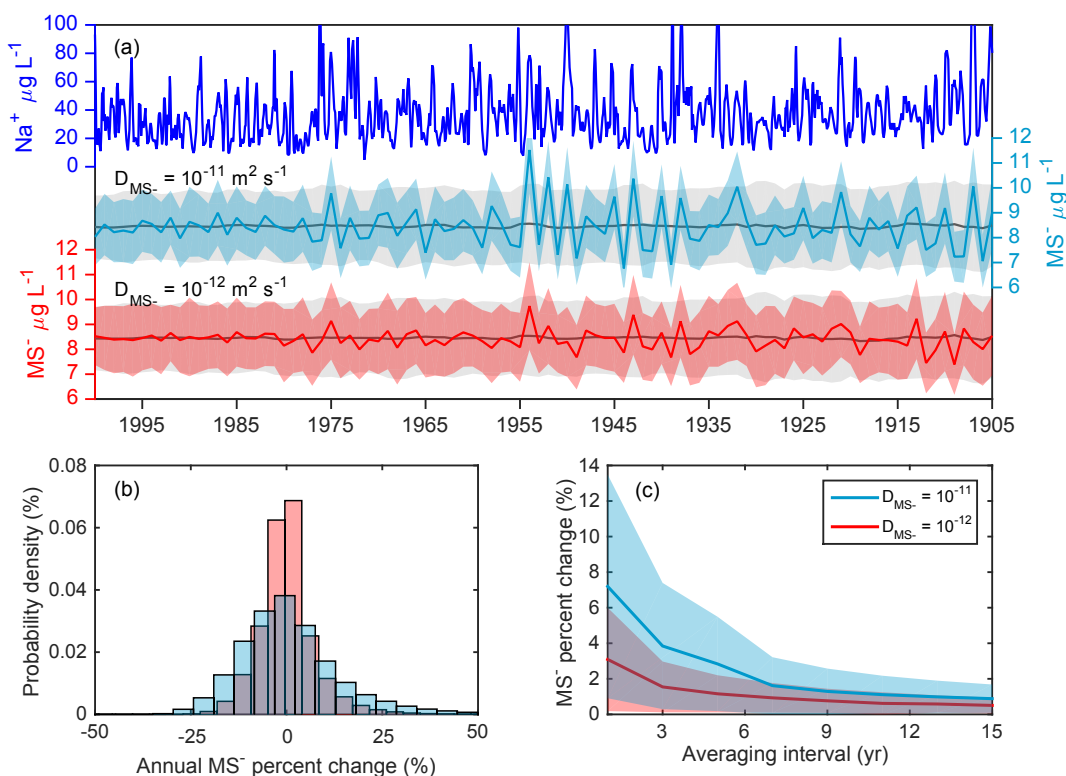 (a)
Na⁺ μg L⁻¹
100
80
60
40
20
0
D_MS- = 10⁻¹¹ m² s⁻¹
MS⁻ μg L⁻¹
12
11
10
9
8
7
6
D_MS- = 10⁻¹² m² s⁻¹
MS⁻ μg L⁻¹
12
11
10
9
8
7
6
1995 1985 1975 1965 1955 1945 1935 1925 1915 1905
(b)
Probability density (%)
0.08
0.06
0.04
0.02
0
-50 -25 0 25 50
Annual MS⁻ percent change (%)
(c)
MS⁻ percent change (%)
14
12
10
8
6
4
2
0
D_MS- = 10⁻¹¹
D_MS- = 10⁻¹²
3 6 9 12 15
Averaging interval (yr)